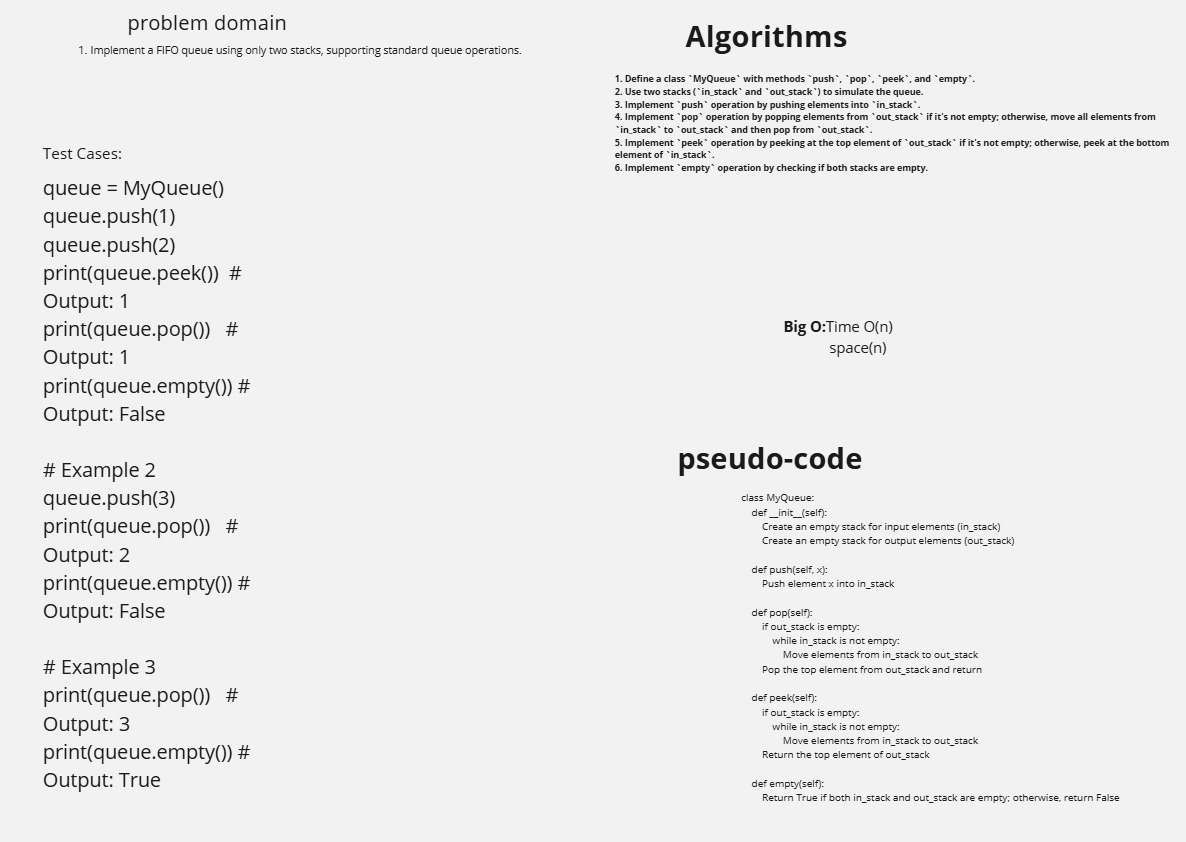 problem domain
1. Implement a FIFO queue using only two stacks, supporting standard queue operations.
Test Cases:
queue = MyQueue()
queue.push(1)
queue.push(2)
print(queue.peek())  #
Output: 1
print(queue.pop())   #
Output: 1
print(queue.empty()) #
Output: False

# Example 2
queue.push(3)
print(queue.pop())   #
Output: 2
print(queue.empty()) #
Output: False

# Example 3
print(queue.pop())   #
Output: 3
print(queue.empty()) #
Output: True
Algorithms
1. Define a class `MyQueue` with methods `push`, `pop`, `peek`, and `empty`.
2. Use two stacks (`in_stack` and `out_stack`) to simulate the queue.
3. Implement `push` operation by pushing elements into `in_stack`.
4. Implement `pop` operation by popping elements from `out_stack` if it's not empty; otherwise, move all elements from
`in_stack` to `out_stack` and then pop from `out_stack`.
5. Implement `peek` operation by peeking at the top element of `out_stack` if it's not empty; otherwise, peek at the bottom
element of `in_stack`.
6. Implement `empty` operation by checking if both stacks are empty.
Big O:Time O(n)
space(n)
pseudo-code
class MyQueue:
    def __init__(self):
        Create an empty stack for input elements (in_stack)
        Create an empty stack for output elements (out_stack)

    def push(self, x):
        Push element x into in_stack

    def pop(self):
        if out_stack is empty:
            while in_stack is not empty:
                Move elements from in_stack to out_stack
        Pop the top element from out_stack and return

    def peek(self):
        if out_stack is empty:
            while in_stack is not empty:
                Move elements from in_stack to out_stack
        Return the top element of out_stack

    def empty(self):
        Return True if both in_stack and out_stack are empty; otherwise, return False